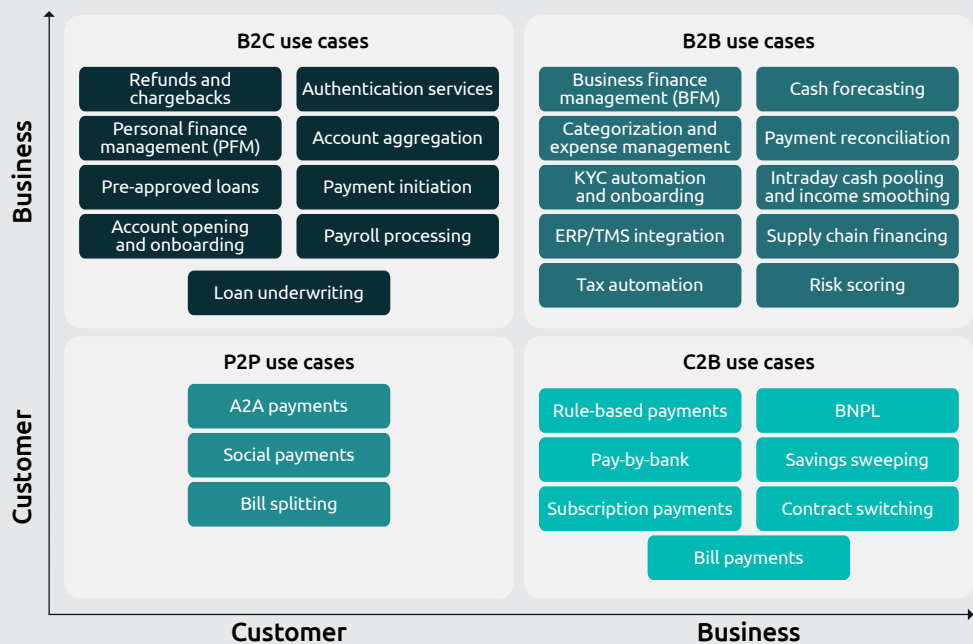 Business
B2C use cases
Refunds and
chargebacks
Authentication services
Personal finance
management (PFM)
Account aggregation
Pre-approved loans
Payment initiation
Account opening
and onboarding
Payroll processing
Loan underwriting
B2B use cases
Business finance
management (BFM)
Cash forecasting
Categorization and
expense management
Payment reconciliation
KYC automation
and onboarding
Intraday cash pooling
and income smoothing
ERP/TMS integration
Supply chain financing
Tax automation
Risk scoring
Customer
P2P use cases
A2A payments
Social payments
Bill splitting
C2B use cases
Rule-based payments
BNPL
Pay-by-bank
Savings sweeping
Subscription payments
Contract switching
Bill payments
Customer
Business